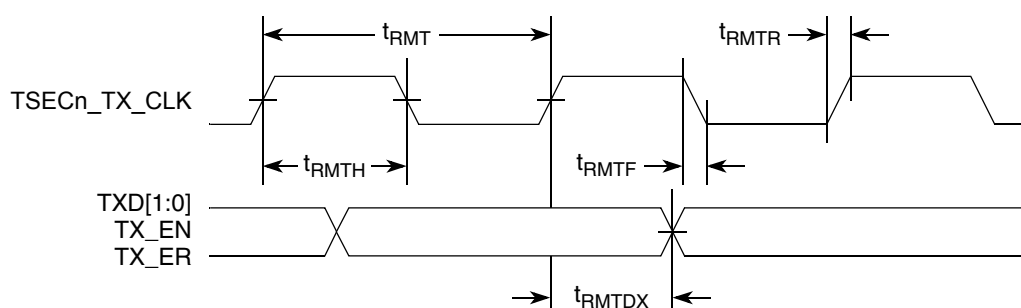 tRMT
tRMTR
TSECn_TX_CLK
tRMTH
tRMTF
TXD[1:0]
TX_EN
TX_ER
tRMTDX